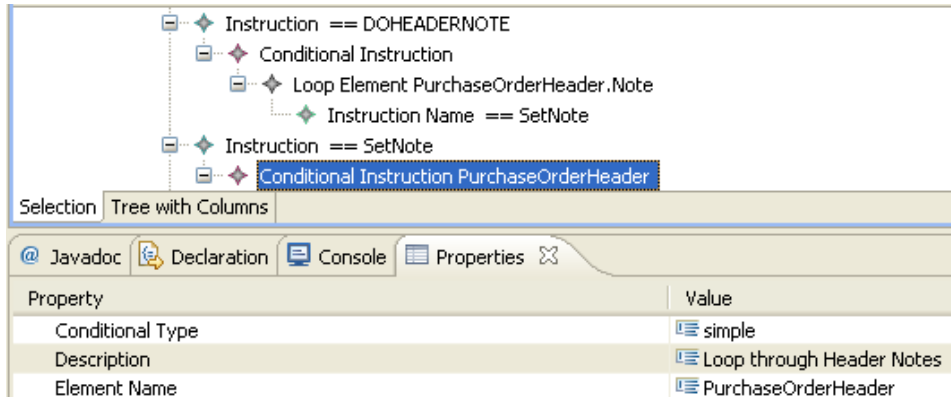 Instruction == DOHEADERNOTE
Conditional Instruction
Loop Element PurchaseOrderHeader.Note
Instruction Name == SetNote
Instruction == SetNote
Conditional Instruction PurchaseOrderHeader
Selection Tree with Columns
@ Javadoc Declaration Console Properties
Property Value
Conditional Type simple
Description Loop through Header Notes
Element Name PurchaseOrderHeader